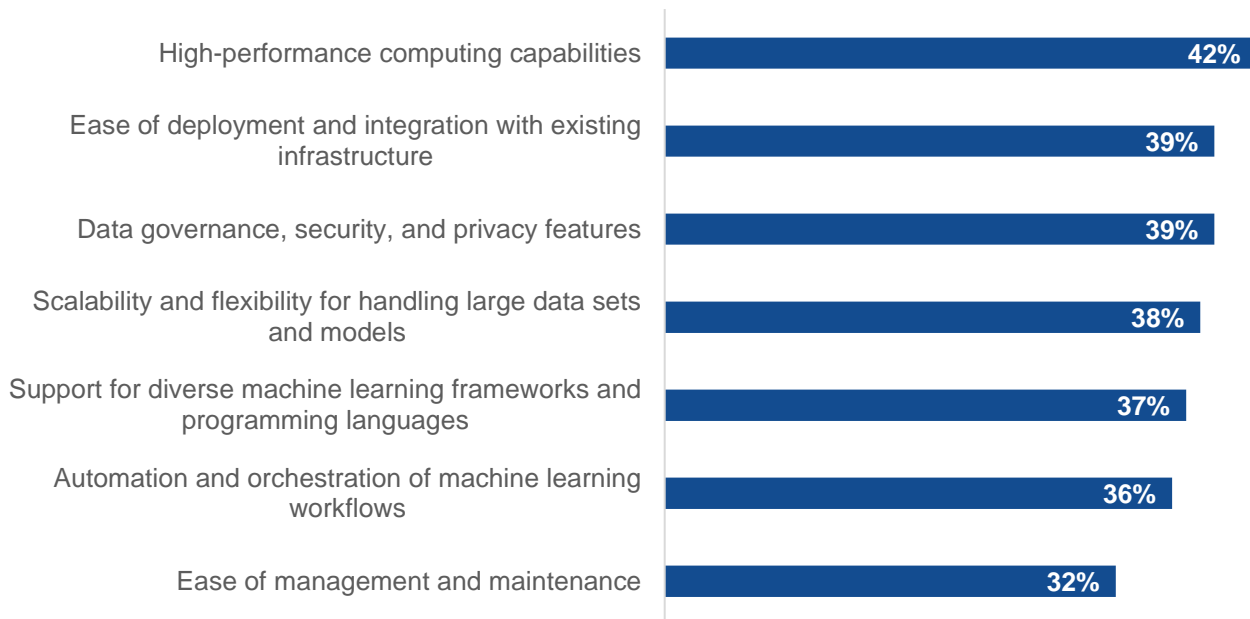 High-performance computing capabilities
42%
Ease of deployment and integration with existing
infrastructure
39%
Data governance, security, and privacy features
39%
Scalability and flexibility for handling large data sets
and models
38%
Support for diverse machine learning frameworks and
programming languages
37%
Automation and orchestration of machine learning
workflows
36%
Ease of management and maintenance
32%